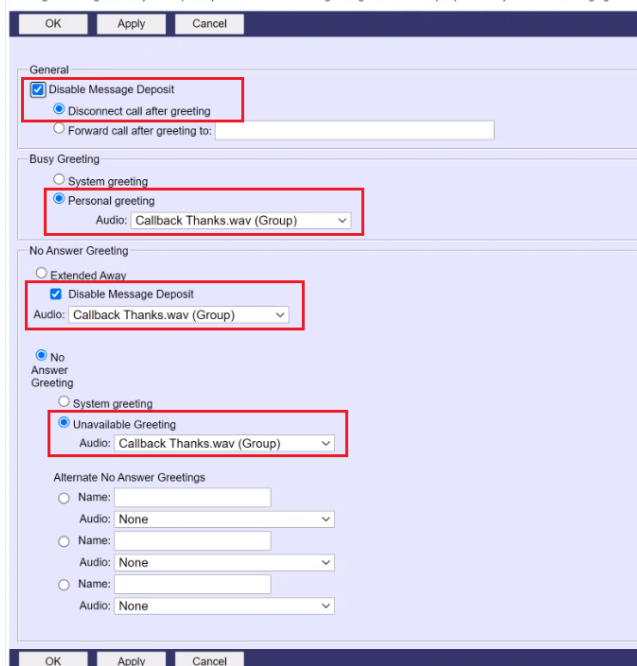 OK Apply Cancel
General
Disable Message Deposit
Disconnect call after greeting
Forward call after greeting to:
Busy Greeting
System greeting
Personal greeting
Audio: Callback Thanks.wav (Group)
No Answer Greeting
Extended Away
Disable Message Deposit
Audio: Callback Thanks.wav (Group)
No
Answer
Greeting
System greeting
Unavailable Greeting
Audio: Callback Thanks.wav (Group)
Alternate No Answer Greetings
Name:
Audio: None
Name:
Audio: None
Name:
Audio: None
OK Apply Cancel